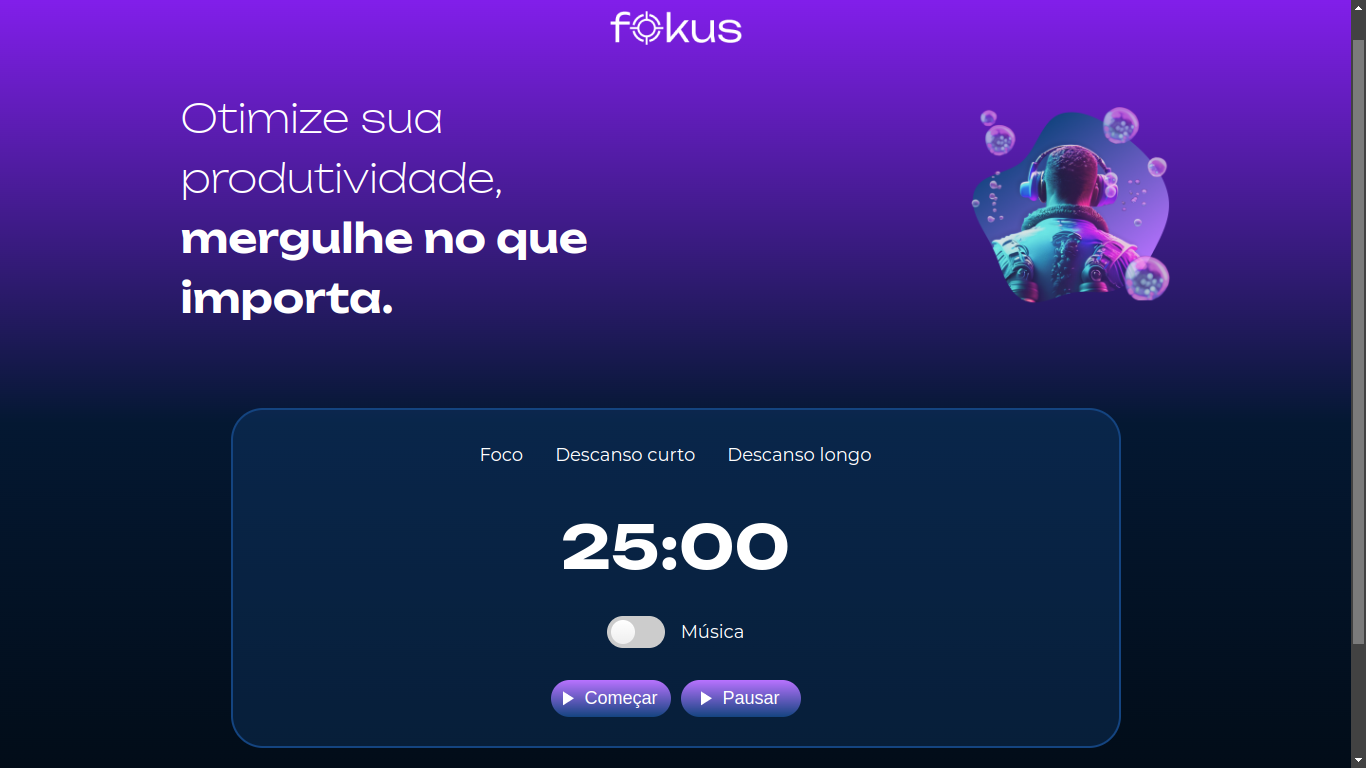 fokus
Otimize sua
produtividade,
mergulhe no que
importa.
Foco Descanso curto Descanso longo
25:00
Música
Começar Pausar